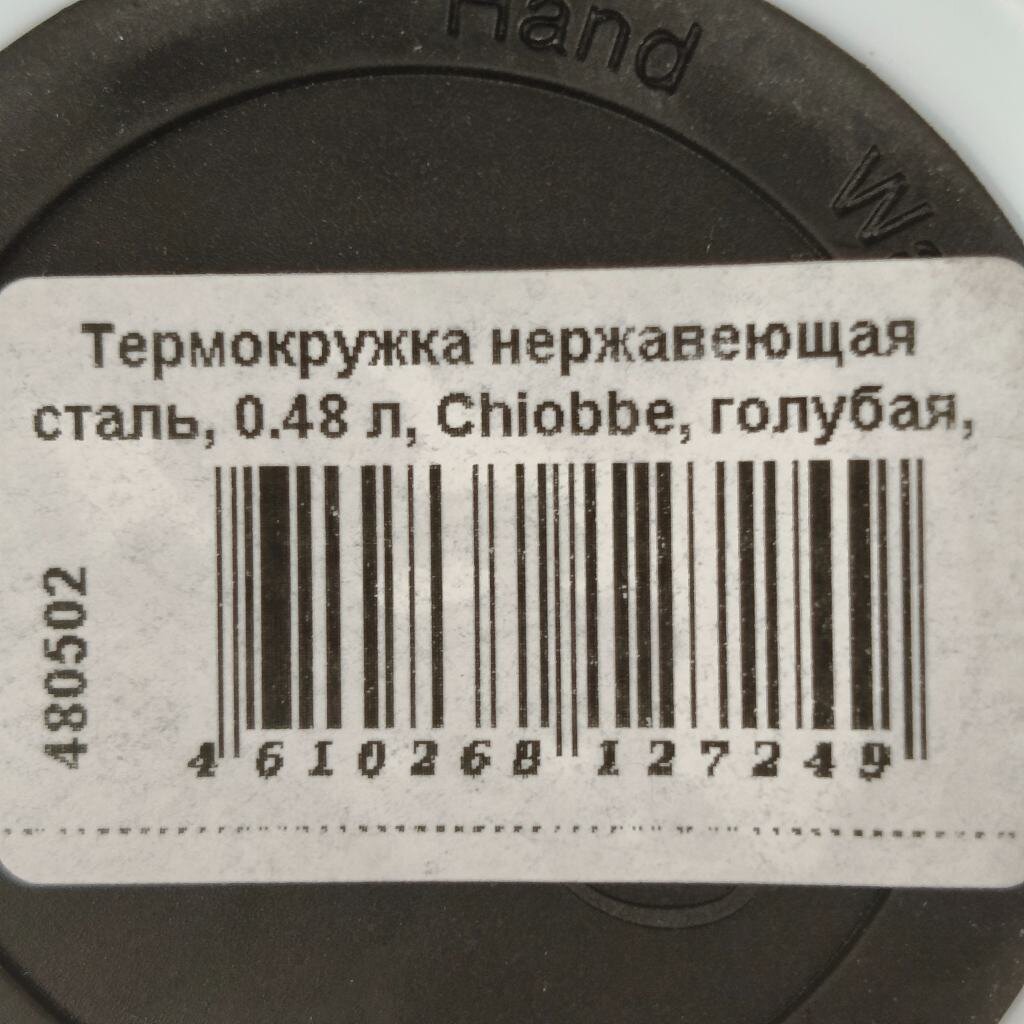 Hand
Термокружка нержавеющая
сталь, 0.48 л, Chiobbe, голубая,
480502
4 610268 127249